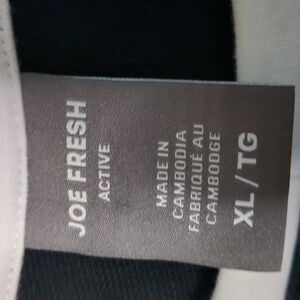 JOE FRESH
ACTIVE
MADE IN
CAMBODIA
FABRIQUÉ AU
CAMBODGE
XL / TG